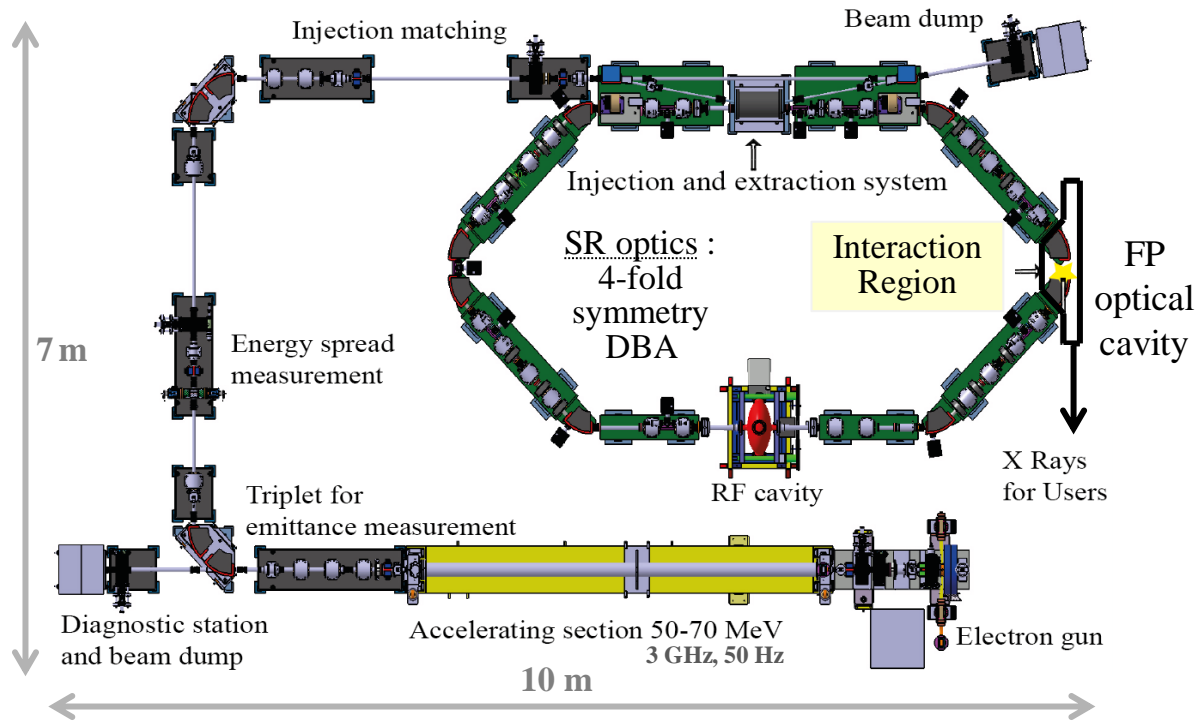 Injection matching
Beam dump
Injection and extraction system
SR optics :
4-fold
symmetry
DBA
Interaction
Region
FP
optical
cavity
7 m
Energy spread
measurement
RF cavity
X Rays
for Users
Triplet for
emittance measurement
Diagnostic station
and beam dump
Accelerating section 50-70 MeV
3 GHz, 50 Hz
Electron gun
10 m